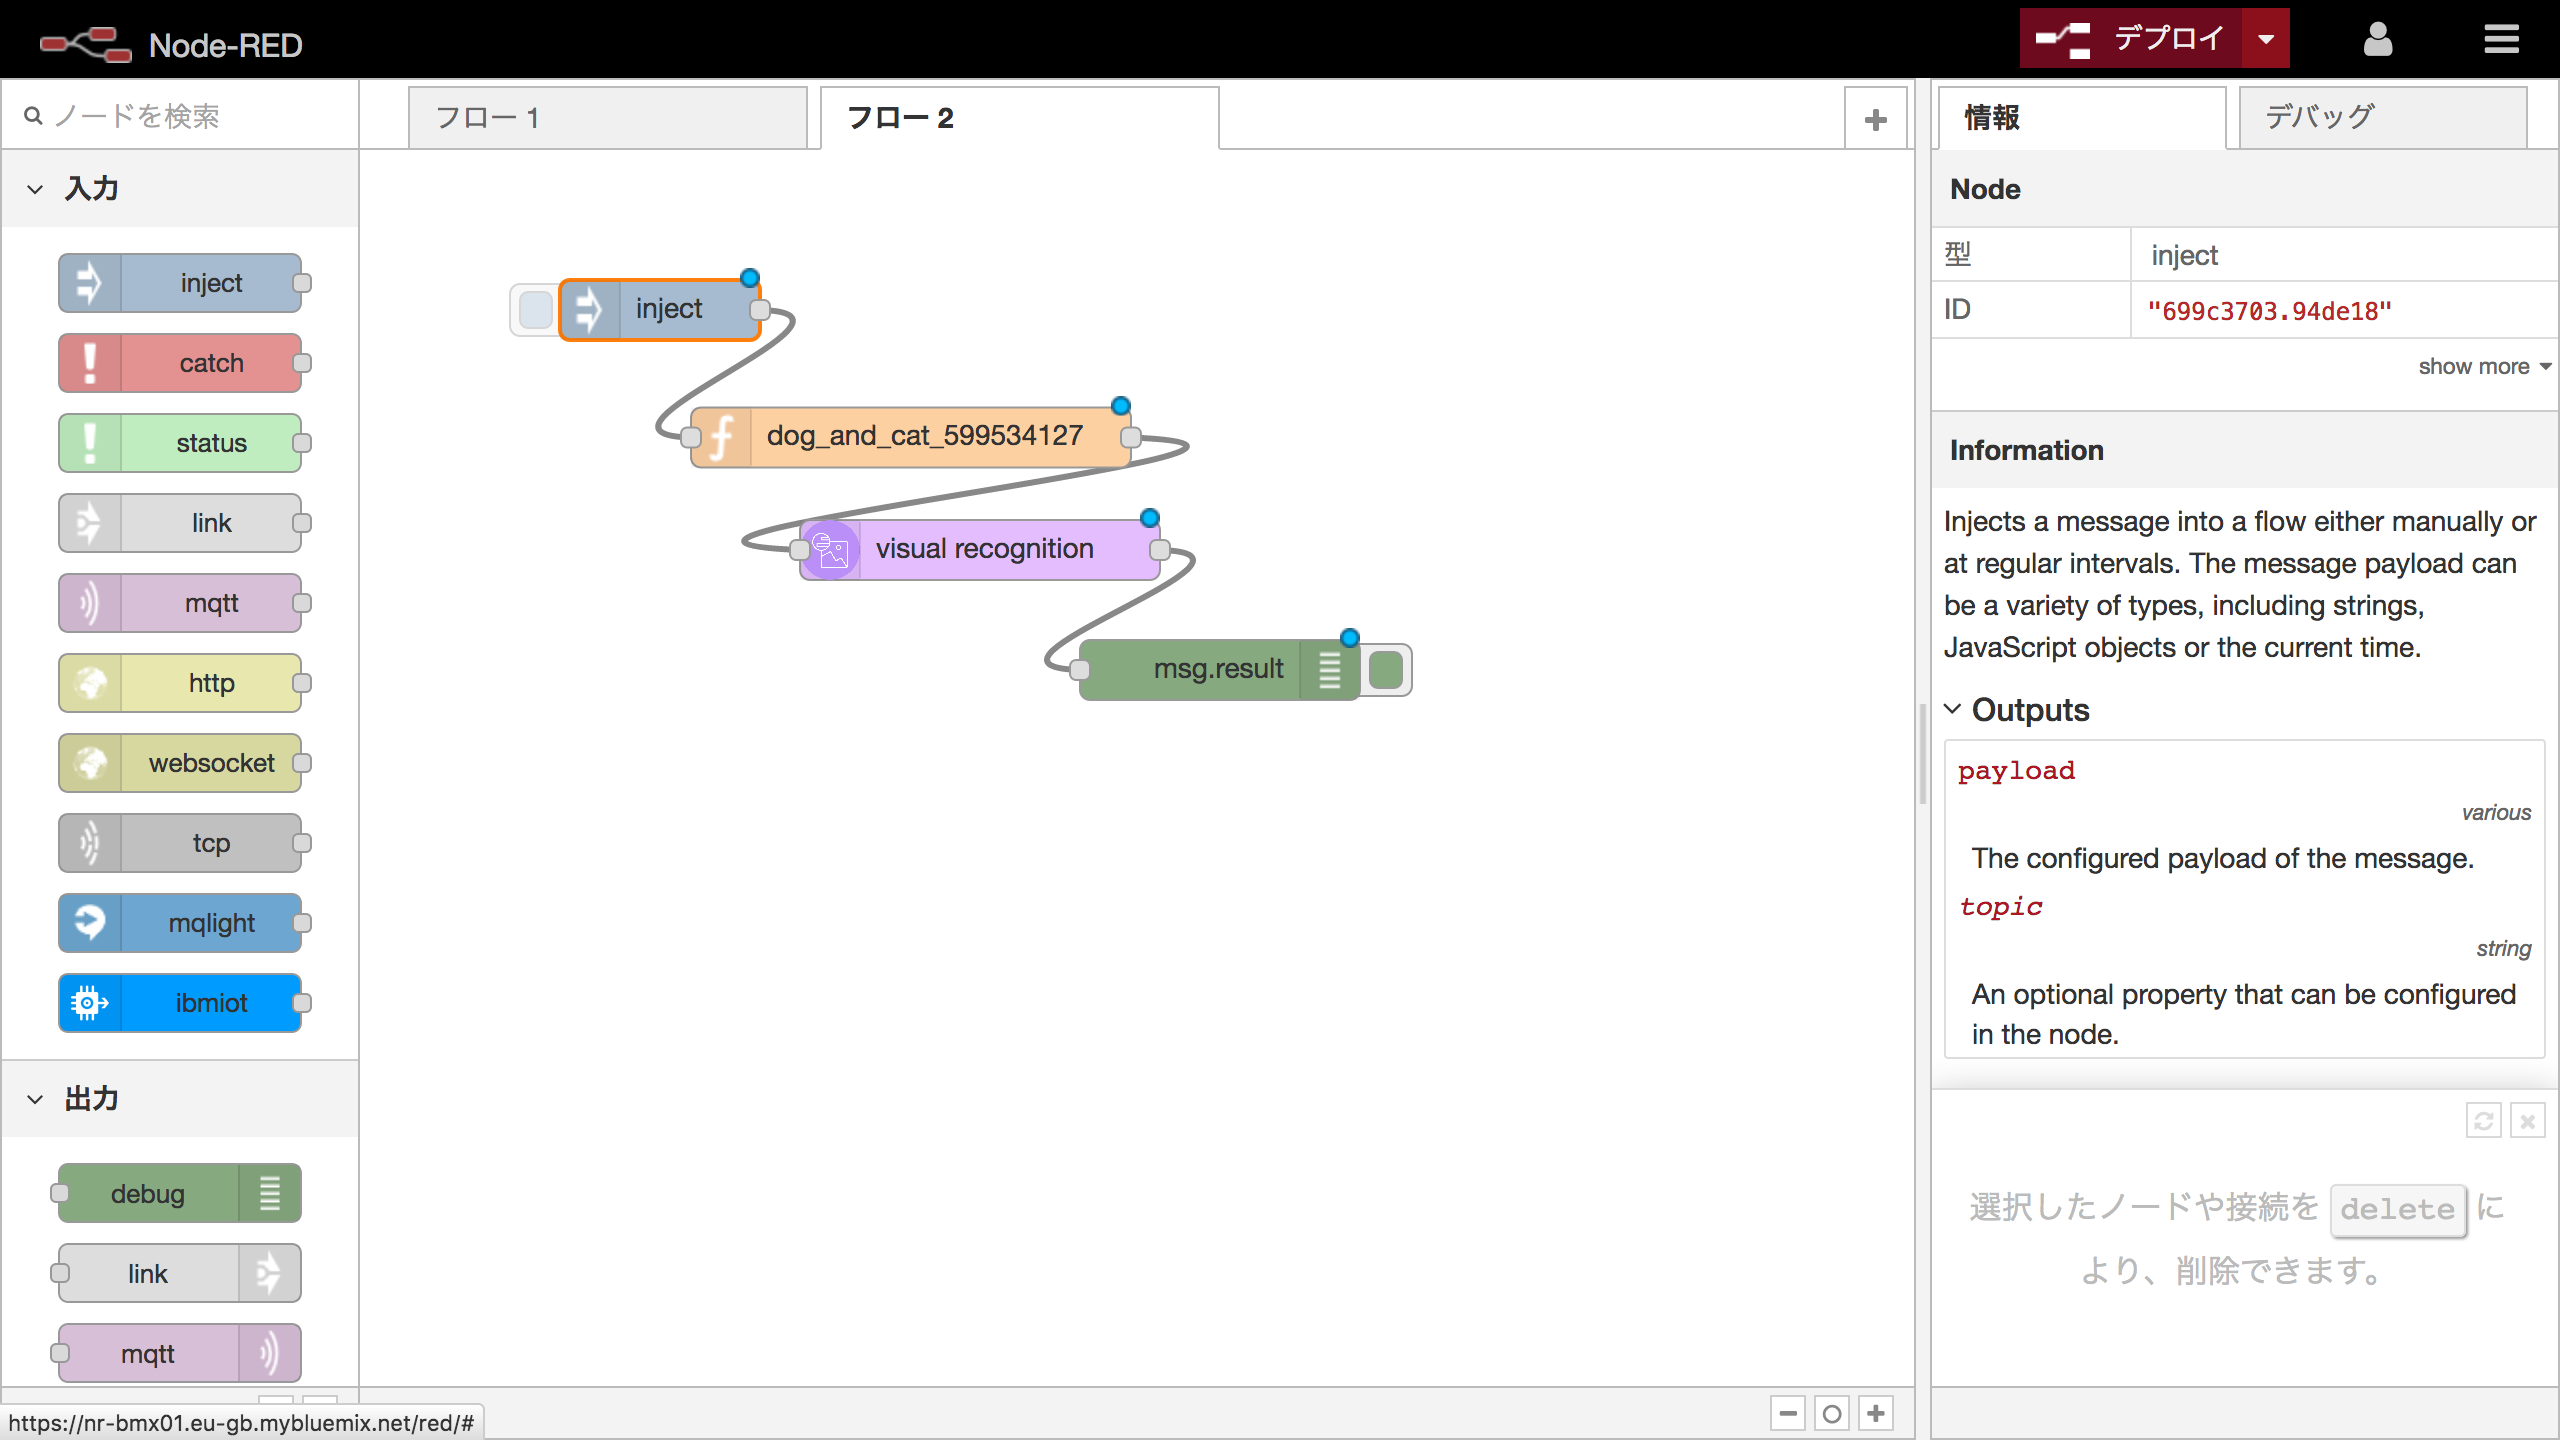 Node-RED
デプロイ
ノードを検索
フロー 1
フロー 2
情報
デバッグ
入力
inject
catch
status
link
mqtt
http
websocket
tcp
mqlight
ibmiot
出力
debug
link
mqtt
inject
dog_and_cat_599534127
visual recognition
msg.result
Node
型 inject
ID "699c3703.94de18"
show more
Information
Injects a message into a flow either manually or
at regular intervals. The message payload can
be a variety of types, including strings,
JavaScript objects or the current time.
Outputs
payload
various
The configured payload of the message.
topic
string
An optional property that can be configured
in the node.
選択したノードや接続を delete に
より、削除できます。
https://nr-bmx01.eu-gb.mybluemix.net/red/#